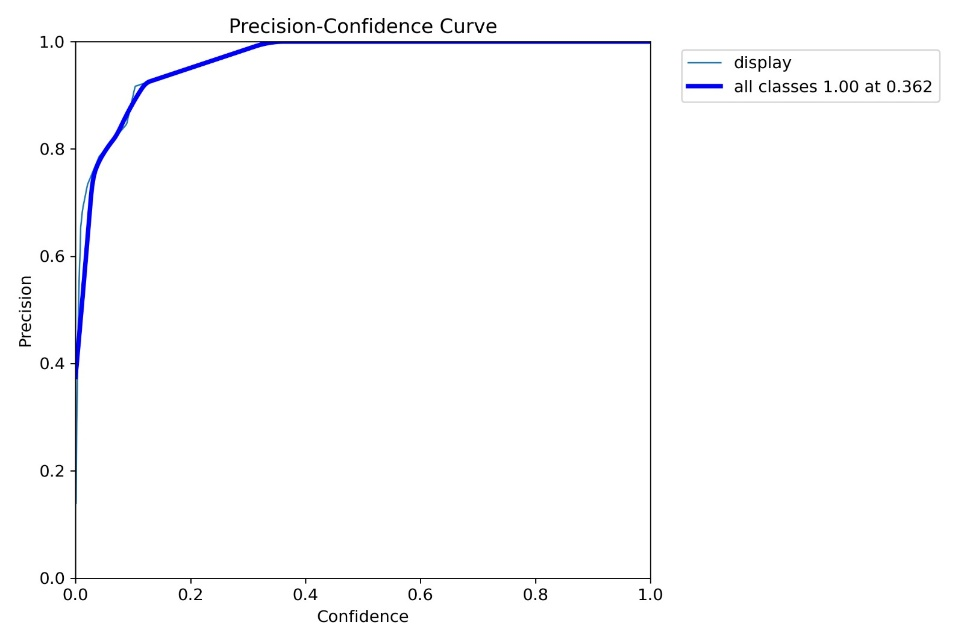 Precision-Confidence Curve
1.0
0.8
0.6
0.4
0.2
0.0
Precision
0.0 0.2 0.4 0.6 0.8 1.0
Confidence
display
all classes 1.00 at 0.362